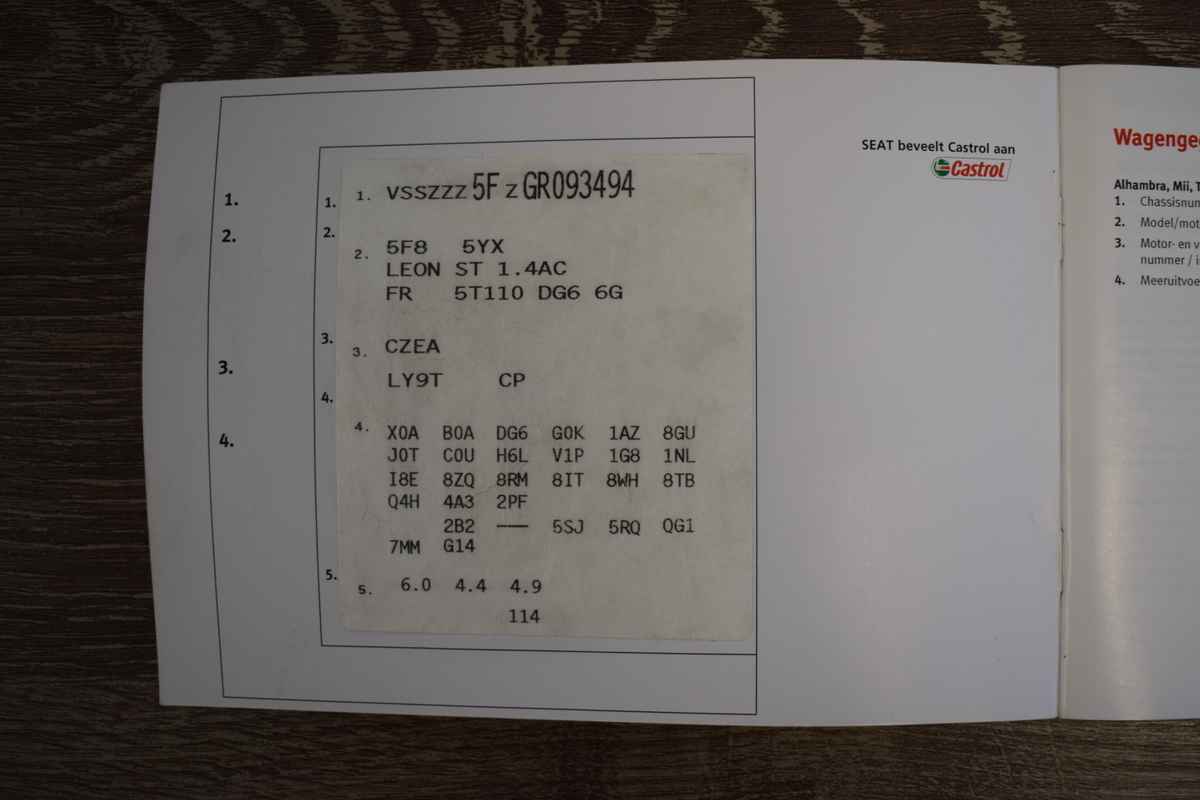 1.
2.
3.
4.
1.
2.
3.
4.
5.
1. VSSZZZ 5F Z GR093494
2. 5F8 5YX
LEON ST 1.4AC
FR 5T110 DG6 6G
3. CZEA
LY9T CP
4. X0A B0A DG6 G0K 1AZ 8GU
J0T C0U H6L V1P 1G8 1NL
I8E 8ZQ 8RM 8IT 8WH 8TB
Q4H 4A3 2PF
2B2 —— 5SJ 5RQ QG1
7MM G14
5. 6.0 4.4 4.9
114
SEAT beveelt Castrol aan
Castrol
Wagenge
Alhambra, Mii, T
1. Chassisnum
2. Model/mot
3. Motor- en v
nummer / i
4. Meeruitvoe